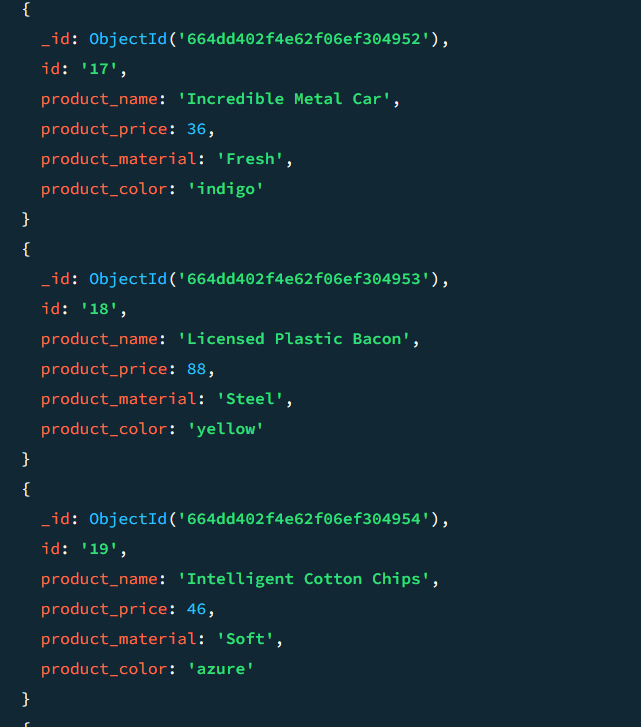 {
_id: ObjectId('664dd402f4e62f06ef304952'),
id: '17',
product_name: 'Incredible Metal Car',
product_price: 36,
product_material: 'Fresh',
product_color: 'indigo'
}
{
_id: ObjectId('664dd402f4e62f06ef304953'),
id: '18',
product_name: 'Licensed Plastic Bacon',
product_price: 88,
product_material: 'Steel',
product_color: 'yellow'
}
{
_id: ObjectId('664dd402f4e62f06ef304954'),
id: '19',
product_name: 'Intelligent Cotton Chips',
product_price: 46,
product_material: 'Soft',
product_color: 'azure'
}
{